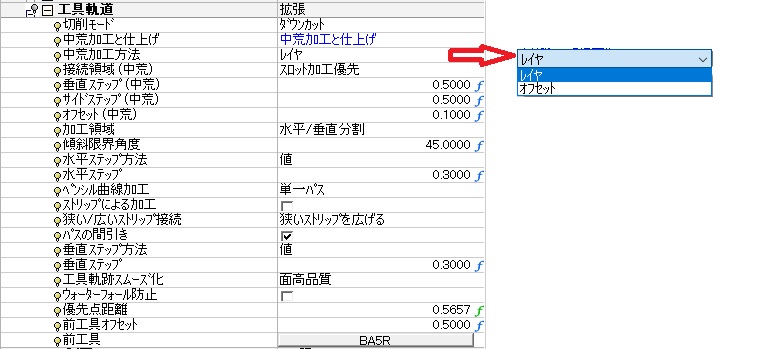 工具軌道 拡張
切削ﾓｰﾄﾞ ﾀﾞｳﾝｶｯﾄ
中荒加工と仕上げ 中荒加工と仕上げ
中荒加工方法 ﾚｲﾔ
接続領域(中荒) ｽﾛｯﾄ加工優先
垂直ｽﾃｯﾌﾟ(中荒) 0.5000 f
ｻｲﾄﾞｽﾃｯﾌﾟ(中荒) 0.5000 f
ｵﾌｾｯﾄ(中荒) 0.1000 f
加工領域 水平/垂直分割
傾斜限界角度 45.0000 f
水平ｽﾃｯﾌﾟ方法 値
水平ｽﾃｯﾌﾟ 0.3000 f
ﾍﾟﾝｼﾙ曲線加工 単一ﾊﾟｽ
ｽﾄﾘｯﾌﾟによる加工
狭い/広いｽﾄﾘｯﾌﾟ接続 狭いｽﾄﾘｯﾌﾟを広げる
ﾊﾟｽの間引き
垂直ｽﾃｯﾌﾟ方法 値
垂直ｽﾃｯﾌﾟ 0.3000 f
工具軌跡ｽﾑｰｽﾞ化 面高品質
ｳｫｰﾀｰﾌｫｰﾙ防止
優先点距離 0.5657 f
前工具ｵﾌｾｯﾄ 0.5000 f
前工具 BA5R
ﾚｲﾔ
ﾚｲﾔ
ｵﾌｾｯﾄ